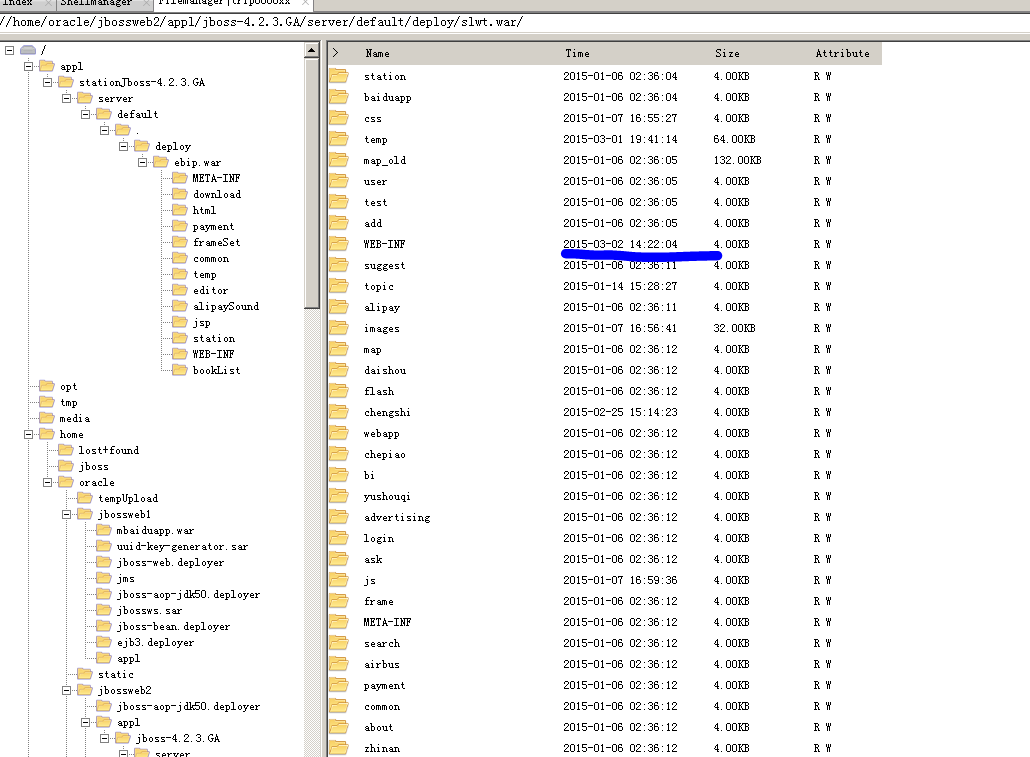 Index
ShellManager
//home/oracle/jbossweb2/appl/jboss-4.2.3.GA/server/default/deploy/slwt.war/
/
appl
stationJboss-4.2.3.GA
server
default
.
deploy
ebip.war
META-INF
download
html
payment
frameSet
common
temp
editor
alipaySound
jsp
station
WEB-INF
bookList
opt
tmp
media
home
lost+found
jboss
oracle
tempUpload
jbossweb1
mbaiduapp.war
uuid-key-generator.sar
jboss-web.deployer
jms
jboss-aop-jdk50.deployer
jbossws.sar
jboss-bean.deployer
ejb3.deployer
appl
static
jbossweb2
jboss-aop-jdk50.deployer
appl
jboss-4.2.3.GA
server
> Name Time Size Attribute
station 2015-01-06 02:36:04 4.00KB R W
baiduapp 2015-01-06 02:36:04 4.00KB R W
css 2015-01-07 16:55:27 4.00KB R W
temp 2015-03-01 19:41:14 64.00KB R W
map_old 2015-01-06 02:36:05 132.00KB R W
user 2015-01-06 02:36:05 4.00KB R W
test 2015-01-06 02:36:05 4.00KB R W
add 2015-01-06 02:36:05 4.00KB R W
WEB-INF 2015-03-02 14:22:04 4.00KB R W
suggest 2015-01-06 02:36:11 4.00KB R W
topic 2015-01-14 15:28:27 4.00KB R W
alipay 2015-01-06 02:36:11 4.00KB R W
images 2015-01-07 16:56:41 32.00KB R W
map 2015-01-06 02:36:12 4.00KB R W
daishou 2015-01-06 02:36:12 4.00KB R W
flash 2015-01-06 02:36:12 4.00KB R W
chengshi 2015-02-25 15:14:23 4.00KB R W
webapp 2015-01-06 02:36:12 4.00KB R W
chepiao 2015-01-06 02:36:12 4.00KB R W
bi 2015-01-06 02:36:12 4.00KB R W
yushouqi 2015-01-06 02:36:12 4.00KB R W
advertising 2015-01-06 02:36:12 4.00KB R W
login 2015-01-06 02:36:12 4.00KB R W
ask 2015-01-06 02:36:12 4.00KB R W
js 2015-01-07 16:59:36 4.00KB R W
frame 2015-01-06 02:36:12 4.00KB R W
META-INF 2015-01-06 02:36:12 4.00KB R W
search 2015-01-06 02:36:12 4.00KB R W
airbus 2015-01-06 02:36:12 4.00KB R W
payment 2015-01-06 02:36:12 4.00KB R W
common 2015-01-06 02:36:12 4.00KB R W
about 2015-01-06 02:36:12 4.00KB R W
zhinan 2015-01-06 02:36:12 4.00KB R W